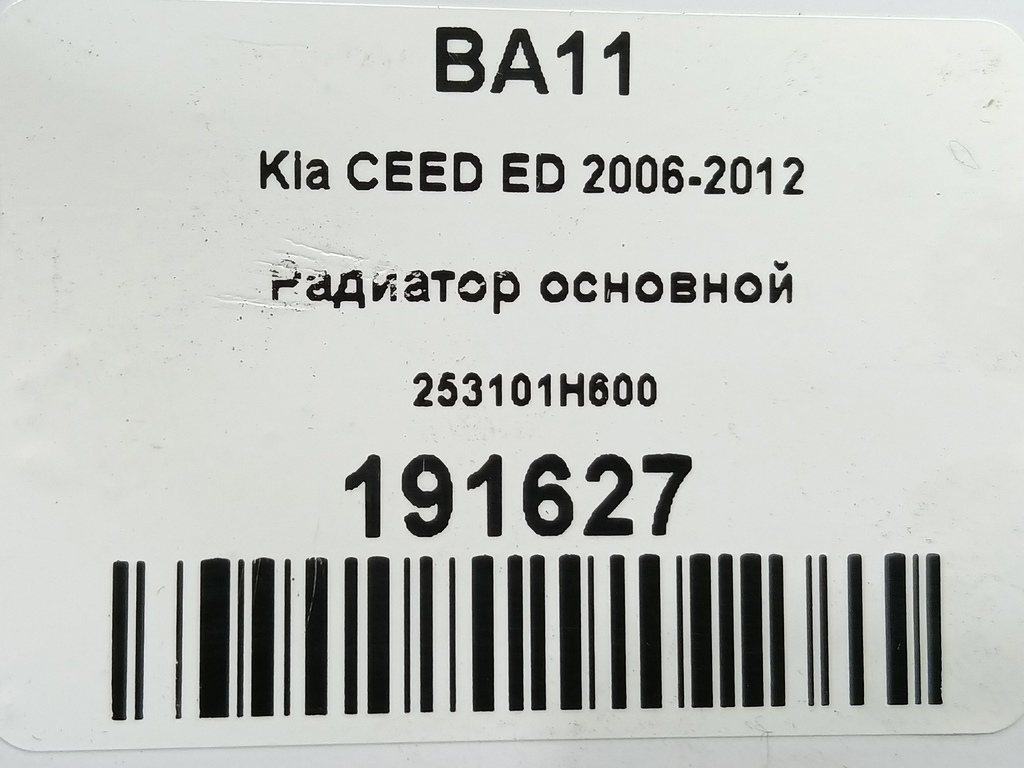 BA11
Kia CEED ED 2006-2012
Радиатор основной
253101H600
191627